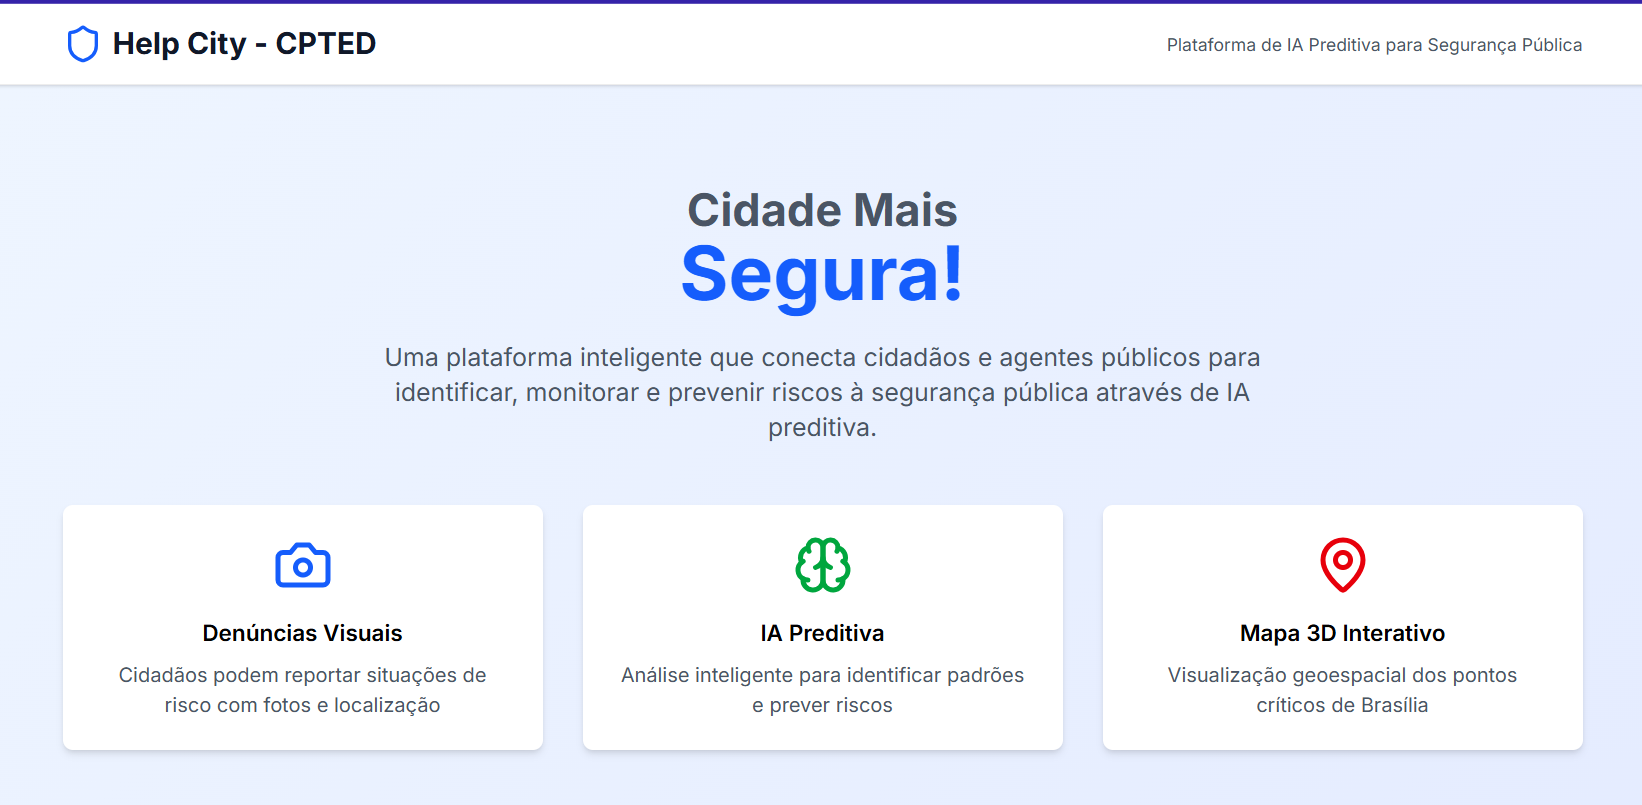 Help City - CPTED
Plataforma de IA Preditiva para Segurança Pública
Cidade Mais
Segura!
Uma plataforma inteligente que conecta cidadãos e agentes públicos para
identificar, monitorar e prevenir riscos à segurança pública através de IA
preditiva.
Denúncias Visuais
Cidadãos podem reportar situações de
risco com fotos e localização
IA Preditiva
Análise inteligente para identificar padrões
e prever riscos
Mapa 3D Interativo
Visualização geoespacial dos pontos
críticos de Brasília